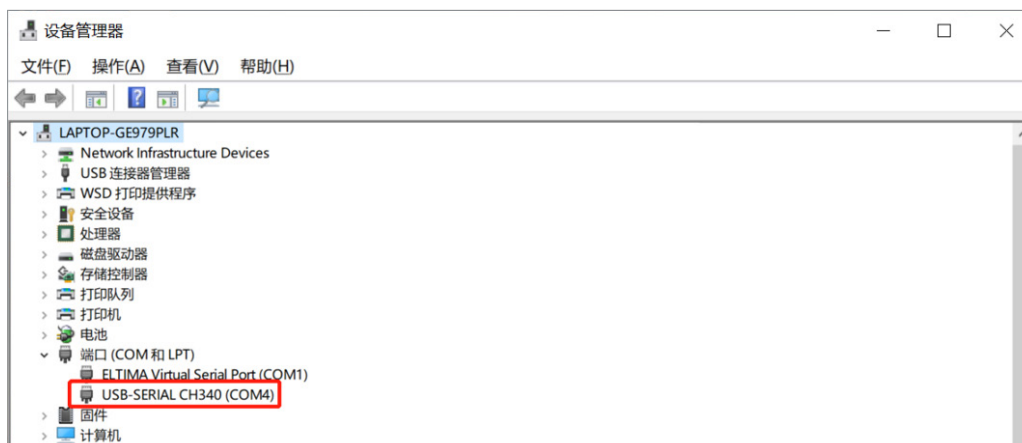 设备管理器
文件(F) 操作(A) 查看(V) 帮助(H)
LAPTOP-GE979PLR
Network Infrastructure Devices
USB 连接器管理器
WSD 打印提供程序
安全设备
处理器
磁盘驱动器
存储控制器
打印队列
打印机
电池
端口 (COM 和 LPT)
ELTIMA Virtual Serial Port (COM1)
USB-SERIAL CH340 (COM4)
固件
计算机